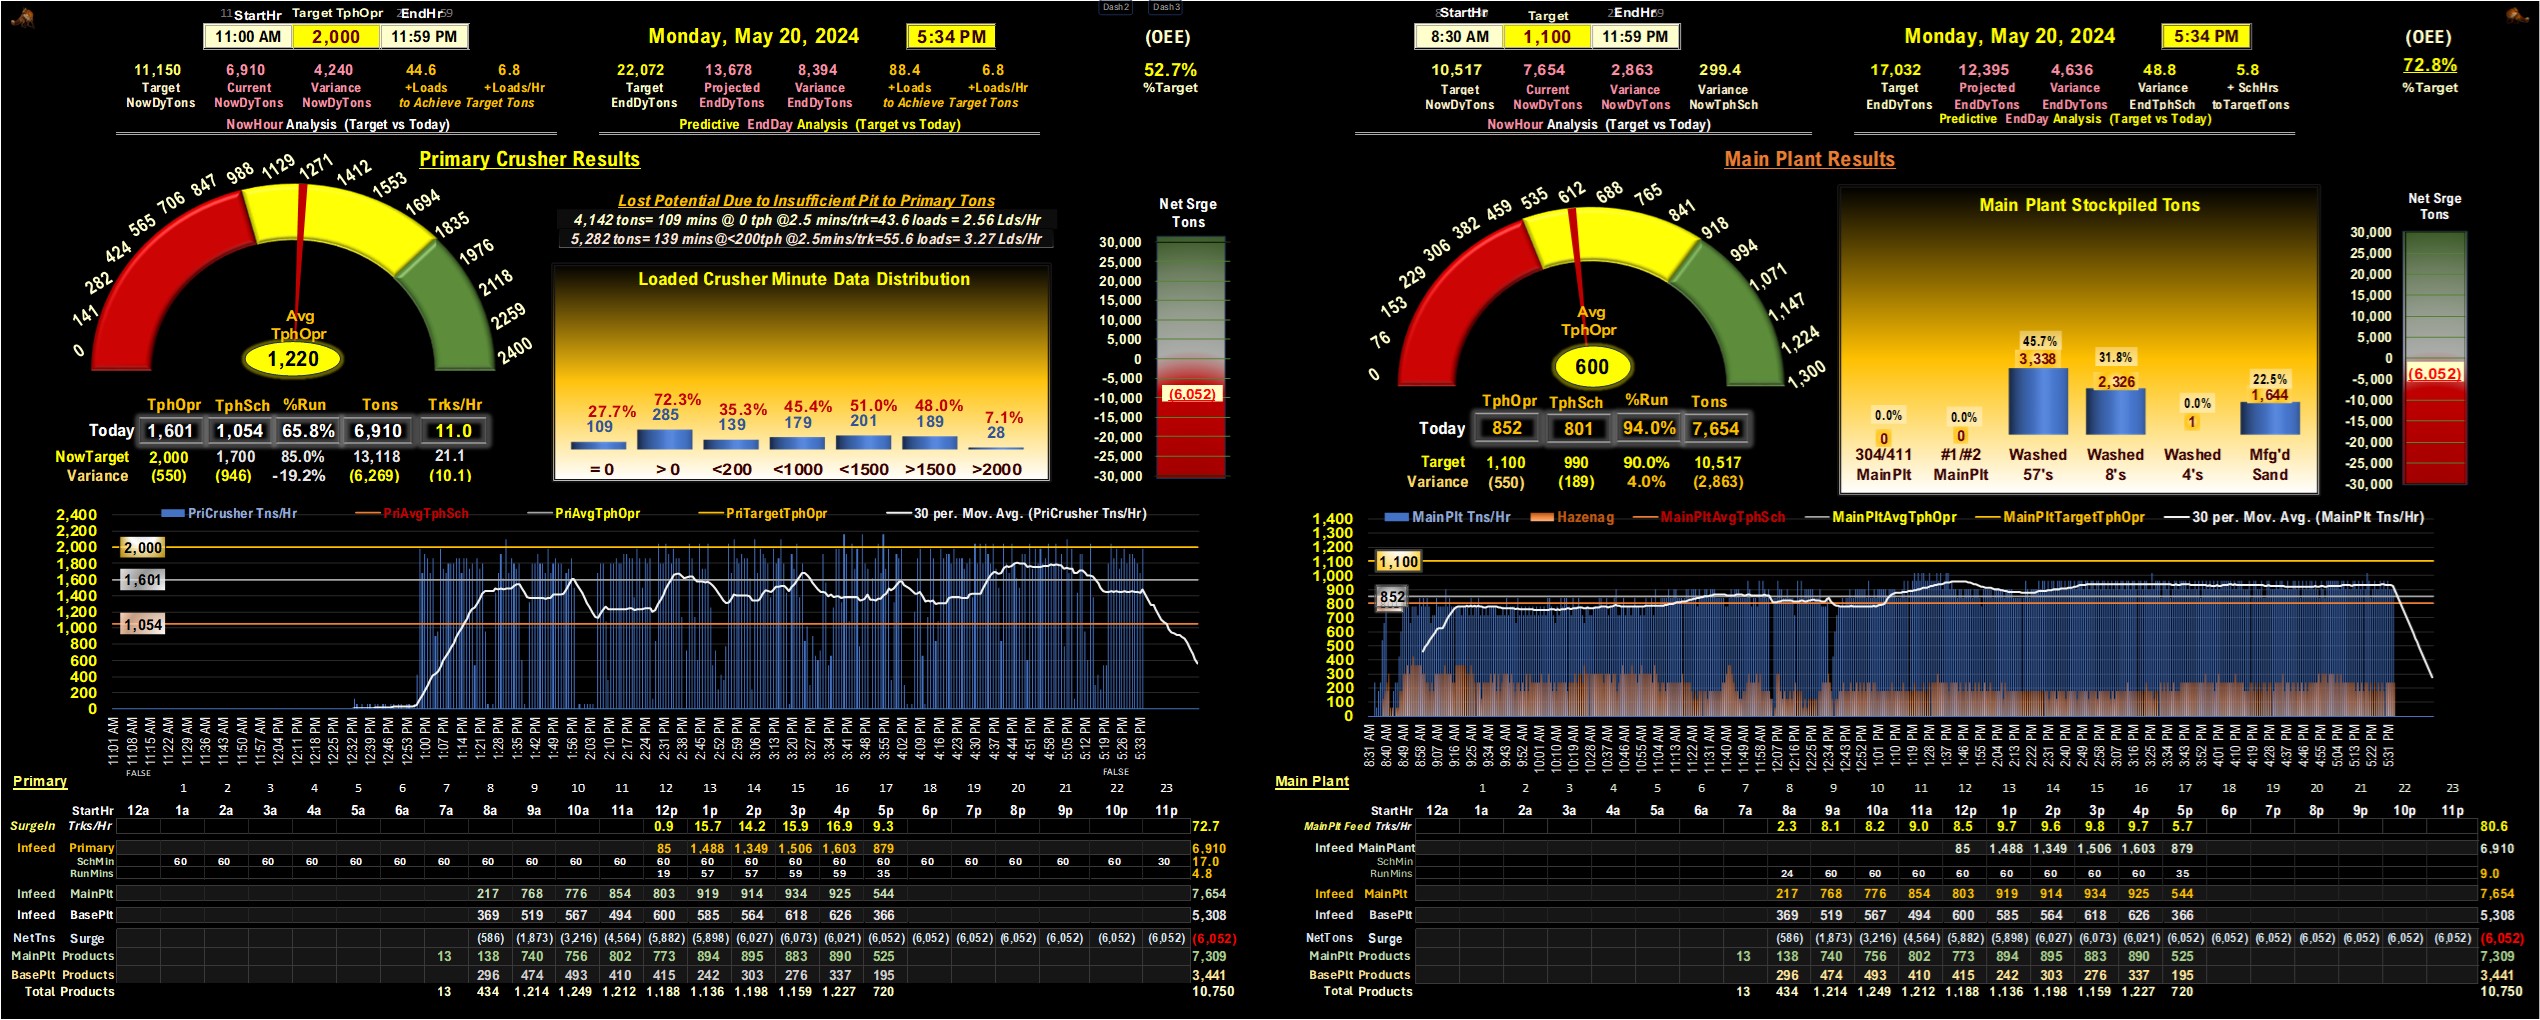 Dash2 Dash3
StartHr Target TphOpr EndHr
11:00 AM 2,000 11:59 PM
Monday, May 20, 2024 5:34 PM
(OEE)
52.7%
%Target
11,150 6,910 4,240 44.6 6.8
Target Current Variance +Loads +Loads/Hr
NowDyTons NowDyTons NowDyTons to Achieve Target Tons
NowHour Analysis (Target vs Today)
22,072 13,678 8,394 88.4 6.8
Target Projected Variance +Loads +Loads/Hr
EndDyTons EndDyTons EndDyTons to Achieve Target Tons
Predictive EndDay Analysis (Target vs Today)
Primary Crusher Results
0 141 282 424 565 706 847 988 1129 1271 1412 1553 1694 1835 1976 2118 2259 2400
Avg
TphOpr
1,220
TphOpr TphSch %Run Tons Trks/Hr
Today 1,601 1,054 65.8% 6,910 11.0
NowTarget 2,000 1,700 85.0% 13,118 21.1
Variance (550) (946) -19.2% (6,269) (10.1)
Lost Potential Due to Insufficient Pit to Primary Tons
4,142 tons= 109 mins @ 0 tph @2.5 mins/trk=43.6 loads = 2.56 Lds/Hr
5,282 tons= 139 mins@<200tph @2.5mins/trk=55.6 loads= 3.27 Lds/Hr
Loaded Crusher Minute Data Distribution
27.7% 72.3% 35.3% 45.4% 51.0% 48.0% 7.1%
109 285 139 179 201 189 28
= 0 > 0 <200 <1000 <1500 >1500 >2000
Net Srge
Tons
30,000
25,000
20,000
15,000
10,000
5,000
0
-5,000
(6,052)
-10,000
-15,000
-20,000
-25,000
-30,000
PriCrusher Tns/Hr PriAvgTphSch PriAvgTphOpr PriTargetTphOpr 30 per. Mov. Avg. (PriCrusher Tns/Hr)
2,400
2,200
2,000 2,000
1,800
1,600 1,601
1,400
1,200
1,000 1,054
800
600
400
200
0
11:01 AM 11:08 AM 11:15 AM 11:22 AM 11:29 AM 11:36 AM 11:43 AM 11:50 AM 11:57 AM 12:04 PM 12:11 PM 12:18 PM 12:25 PM 12:32 PM 12:39 PM 12:46 PM 12:53 PM 1:00 PM 1:07 PM 1:14 PM 1:21 PM 1:28 PM 1:35 PM 1:42 PM 1:49 PM 1:56 PM 2:03 PM 2:10 PM 2:17 PM 2:24 PM 2:31 PM 2:38 PM 2:45 PM 2:52 PM 2:59 PM 3:06 PM 3:13 PM 3:20 PM 3:27 PM 3:34 PM 3:41 PM 3:48 PM 3:55 PM 4:02 PM 4:09 PM 4:16 PM 4:23 PM 4:30 PM 4:37 PM 4:44 PM 4:51 PM 4:58 PM 5:05 PM 5:12 PM 5:19 PM 5:26 PM 5:33 PM
FALSE FALSE
Primary
1 2 3 4 5 6 7 8 9 10 11 12 13 14 15 16 17 18 19 20 21 22 23
StartHr 12a 1a 2a 3a 4a 5a 6a 7a 8a 9a 10a 11a 12p 1p 2p 3p 4p 5p 6p 7p 8p 9p 10p 11p
SurgeIn Trks/Hr 0.9 15.7 14.2 15.9 16.9 9.3 72.7
Infeed Primary 85 1,488 1,349 1,506 1,603 879 6,910
SchMin 60 60 60 60 60 60 60 60 60 60 60 60 60 60 60 60 60 60 60 60 60 60 30 17.0
RunMins 19 57 57 59 59 35 4.8
Infeed MainPlt 217 768 776 854 803 919 914 934 925 544 7,654
Infeed BasePlt 369 519 567 494 600 585 564 618 626 366 5,308
NetTns Surge (586) (1,873) (3,216) (4,564) (5,882) (5,898) (6,027) (6,073) (6,021) (6,052) (6,052) (6,052) (6,052) (6,052) (6,052) (6,052) (6,052)
MainPlt Products 13 138 740 756 802 773 894 895 883 890 525 7,309
BasePlt Products 296 474 493 410 415 242 303 276 337 195 3,441
Total Products 13 434 1,214 1,249 1,212 1,188 1,136 1,198 1,159 1,227 720 10,750
StartHr Target EndHr
8:30 AM 1,100 11:59 PM
Monday, May 20, 2024 5:34 PM
(OEE)
72.8%
%Target
10,517 7,654 2,863 299.4
Target Current Variance Variance
NowDyTons NowDyTons NowDyTons NowTphSch
NowHour Analysis (Target vs Today)
17,032 12,395 4,636 48.8 5.8
Target Projected Variance Variance + SchHrs
EndDyTons EndDyTons EndDyTons EndTphSch toTargetTons
Predictive EndDay Analysis (Target vs Today)
Main Plant Results
0 76 153 229 306 382 459 535 612 688 765 841 918 994 1,071 1,147 1,224 1,300
Avg
TphOpr
600
TphOpr TphSch %Run Tons
Today 852 801 94.0% 7,654
Target 1,100 990 90.0% 10,517
Variance (550) (189) 4.0% (2,863)
Main Plant Stockpiled Tons
0.0% 0.0% 45.7% 31.8% 0.0% 22.5%
0 0 3,338 2,326 1 1,644
304/411 #1/#2 Washed Washed Washed Mfg'd
MainPlt MainPlt 57's 8's 4's Sand
Net Srge
Tons
30,000
25,000
20,000
15,000
10,000
5,000
0
(6,052)
-5,000
-10,000
-15,000
-20,000
-25,000
-30,000
MainPlt Tns/Hr Hazenag MainPltAvgTphSch MainPltAvgTphOpr MainPltTargetTphOpr 30 per. Mov. Avg. (MainPlt Tns/Hr)
1,400
1,300
1,200
1,100 1,100
1,000
900
852
800
700
600
500
400
300
200
100
0
8:31 AM 8:40 AM 8:49 AM 8:58 AM 9:07 AM 9:16 AM 9:25 AM 9:34 AM 9:43 AM 9:52 AM 10:01 AM 10:10 AM 10:19 AM 10:28 AM 10:37 AM 10:46 AM 10:55 AM 11:04 AM 11:13 AM 11:22 AM 11:31 AM 11:40 AM 11:49 AM 11:58 AM 12:07 PM 12:16 PM 12:25 PM 12:34 PM 12:43 PM 12:52 PM 1:01 PM 1:10 PM 1:19 PM 1:28 PM 1:37 PM 1:46 PM 1:55 PM 2:04 PM 2:13 PM 2:22 PM 2:31 PM 2:40 PM 2:49 PM 2:58 PM 3:07 PM 3:16 PM 3:25 PM 3:34 PM 3:43 PM 3:52 PM 4:01 PM 4:10 PM 4:19 PM 4:28 PM 4:37 PM 4:46 PM 4:55 PM 5:04 PM 5:13 PM 5:22 PM 5:31 PM
Main Plant
1 2 3 4 5 6 7 8 9 10 11 12 13 14 15 16 17 18 19 20 21 22 23
StartHr 12a 1a 2a 3a 4a 5a 6a 7a 8a 9a 10a 11a 12p 1p 2p 3p 4p 5p 6p 7p 8p 9p 10p 11p
MainPlt Feed Trks/Hr 2.3 8.1 8.2 9.0 8.5 9.7 9.6 9.8 9.7 5.7 80.6
Infeed MainPlant 85 1,488 1,349 1,506 1,603 879 6,910
SchMin
RunMins 24 60 60 60 60 60 60 60 60 35 9.0
Infeed MainPlt 217 768 776 854 803 919 914 934 925 544 7,654
Infeed BasePlt 369 519 567 494 600 585 564 618 626 366 5,308
NetTons Surge (586) (1,873) (3,216) (4,564) (5,882) (5,898) (6,027) (6,073) (6,021) (6,052) (6,052) (6,052) (6,052) (6,052) (6,052) (6,052) (6,052)
MainPlt Products 13 138 740 756 802 773 894 895 883 890 525 7,309
BasePlt Products 296 474 493 410 415 242 303 276 337 195 3,441
Total Products 13 434 1,214 1,249 1,212 1,188 1,136 1,198 1,159 1,227 720 10,750